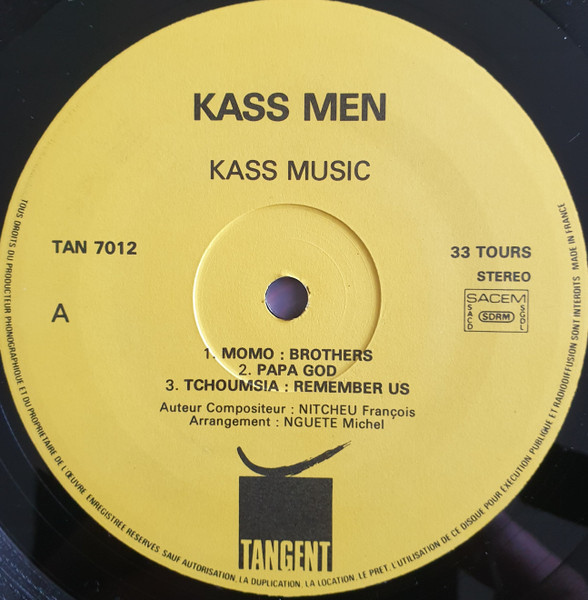 KASS MEN
KASS MUSIC
TAN 7012
33 TOURS
STEREO
A
SACEM
SACD
SDRM
SGDL
1. MOMO : BROTHERS
2. PAPA GOD
3. TCHOUMSIA : REMEMBER US
Auteur Compositeur : NITCHEU François
Arrangement : NGUETE Michel
TANGENT
TOUS DROITS DU PRODUCTEUR PHONOGRAPHIQUE ET DU PROPRIETAIRE DE L'ŒUVRE ENREGISTREE RESERVES. SAUF AUTORISATION, LA DUPLICATION, LA LOCATION, LE PRET, L'UTILISATION DE CE DISQUE POUR EXÉCUTION PUBLIQUE ET RADIODIFFUSION SONT INTERDITS MADE IN FRANCE